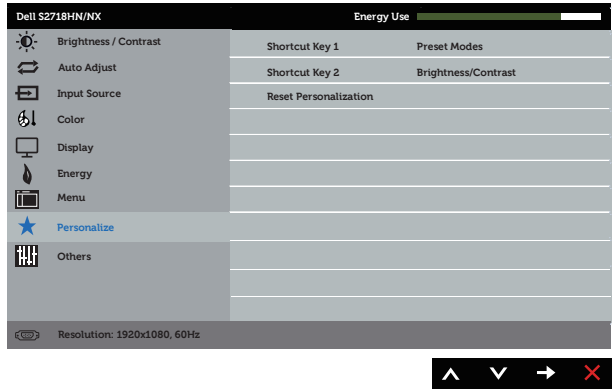 Dell S2718HN/NX Energy Use
Brightness / Contrast
Auto Adjust
Input Source
Color
Display
Energy
Menu
Personalize
Others
Shortcut Key 1 Preset Modes
Shortcut Key 2 Brightness/Contrast
Reset Personalization
Resolution: 1920x1080, 60Hz